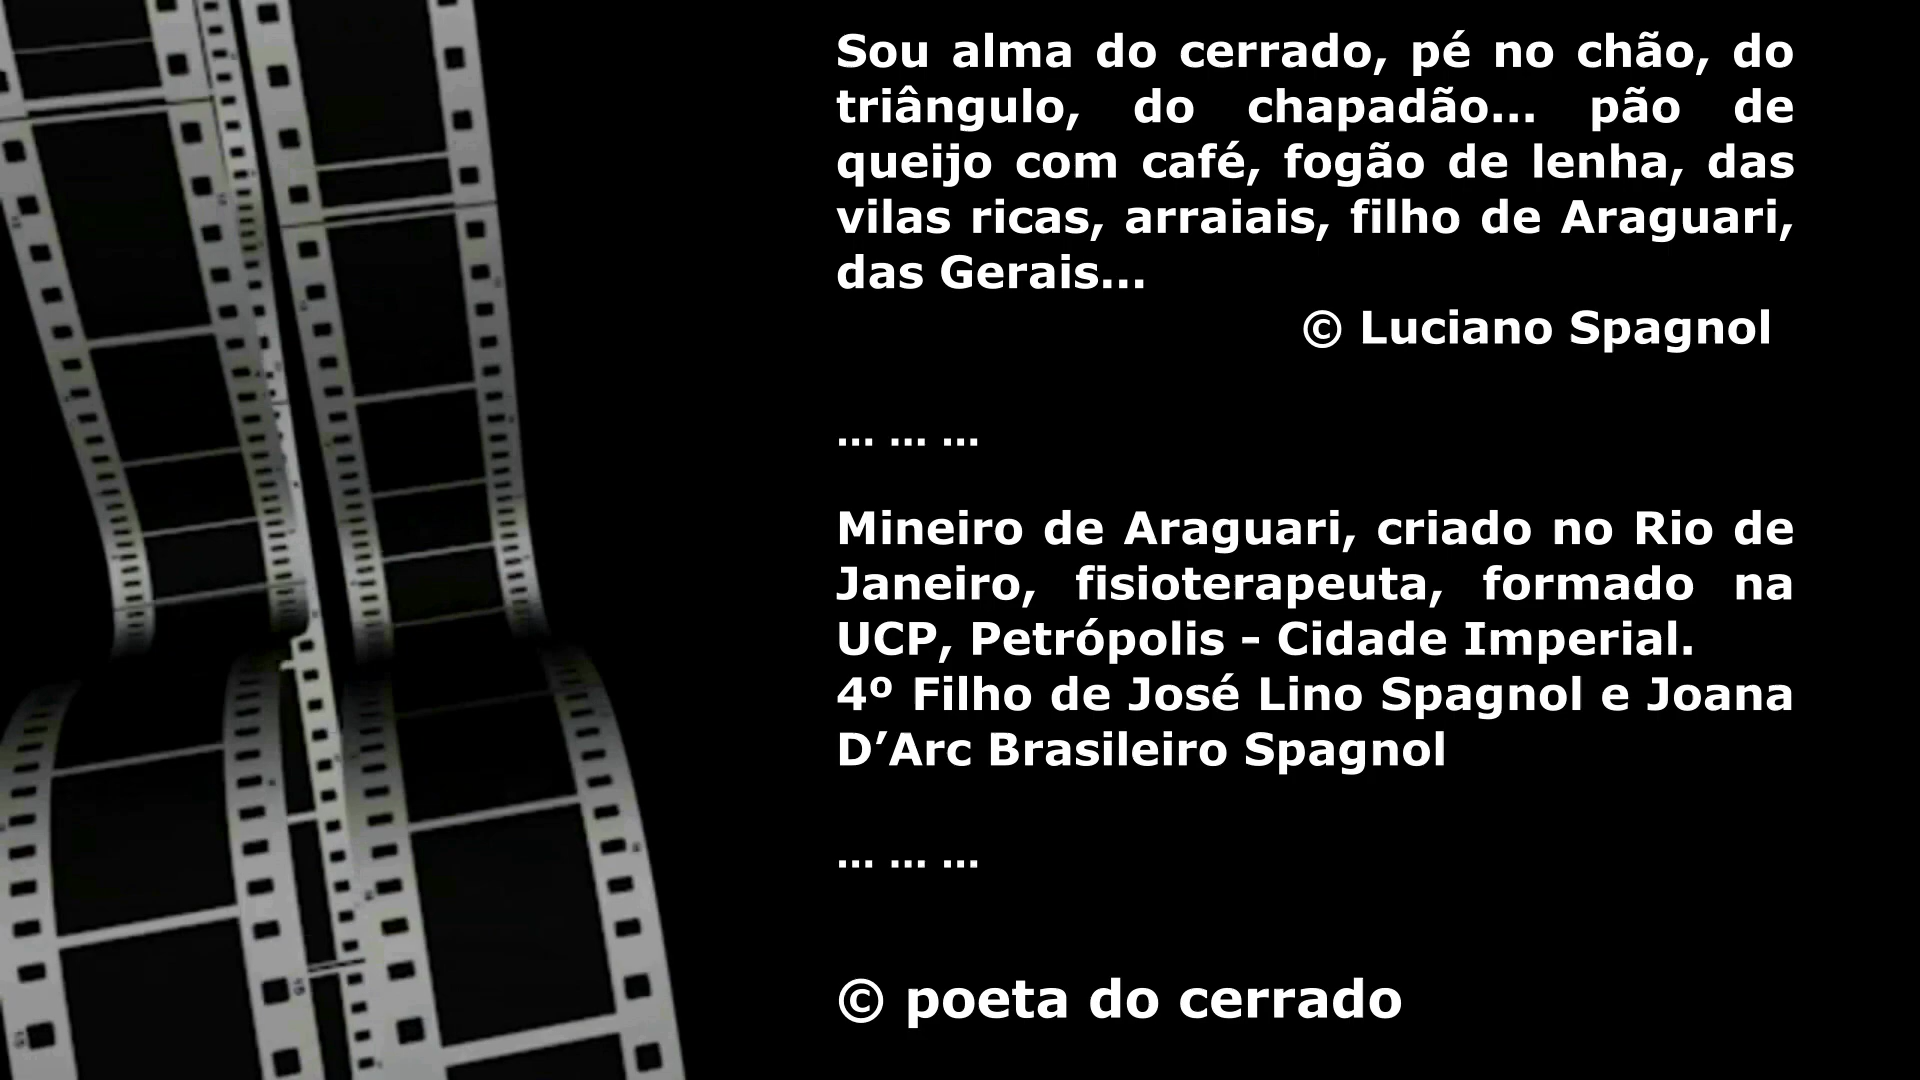 Sou alma do cerrado, pé no chão, do
triângulo, do chapadão... pão de
queijo com café, fogão de lenha, das
vilas ricas, arraiais, filho de Araguari,
das Gerais...
© Luciano Spagnol
... ... ...
Mineiro de Araguari, criado no Rio de
Janeiro, fisioterapeuta, formado na
UCP, Petrópolis - Cidade Imperial.
4º Filho de José Lino Spagnol e Joana
D’Arc Brasileiro Spagnol
... ... ...
© poeta do cerrado